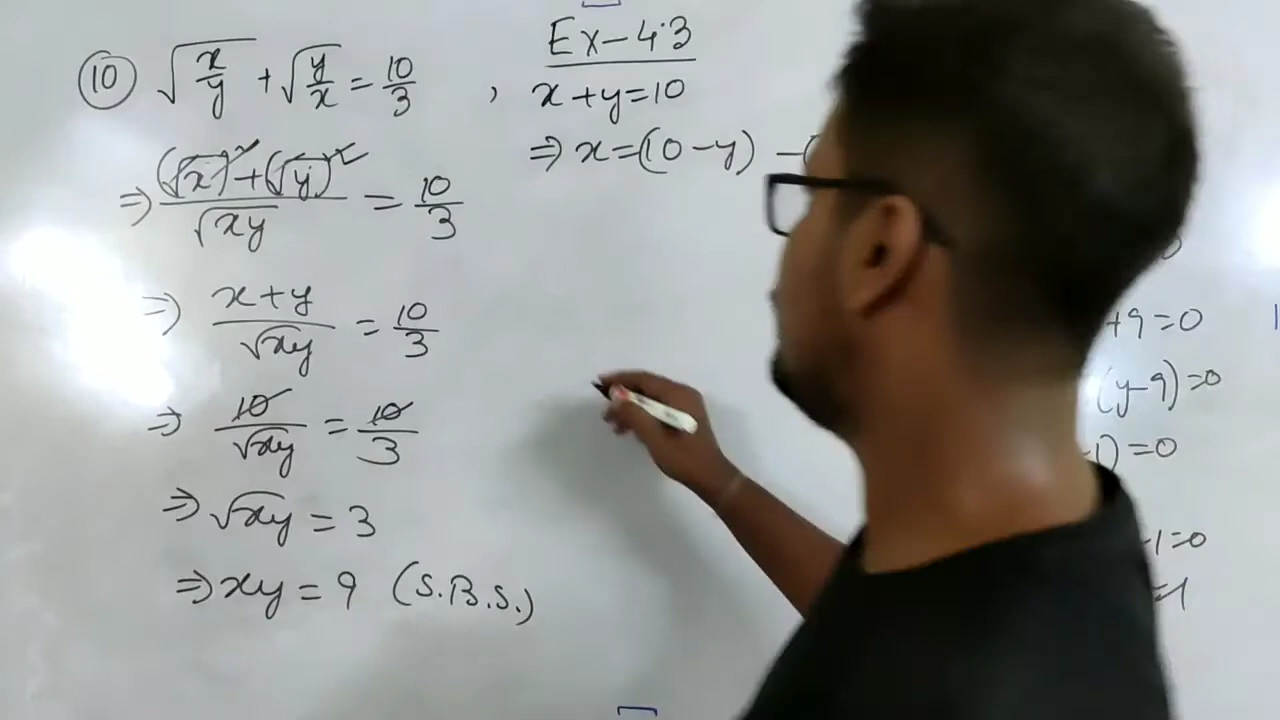 Ex-4.3
(10) √(x/y) + √(y/x) = 10/3 , x+y=10
⇒ x=(10-y) -(
⇒ ((√x)²+(√y)²)/√xy = 10/3
⇒ (x+y)/√xy = 10/3
⇒ 10/√xy = 10/3
⇒ √xy = 3
⇒ xy = 9 (S.B.S.)
+9=0
(y-9)=0
-1)=0
-1=0
=1